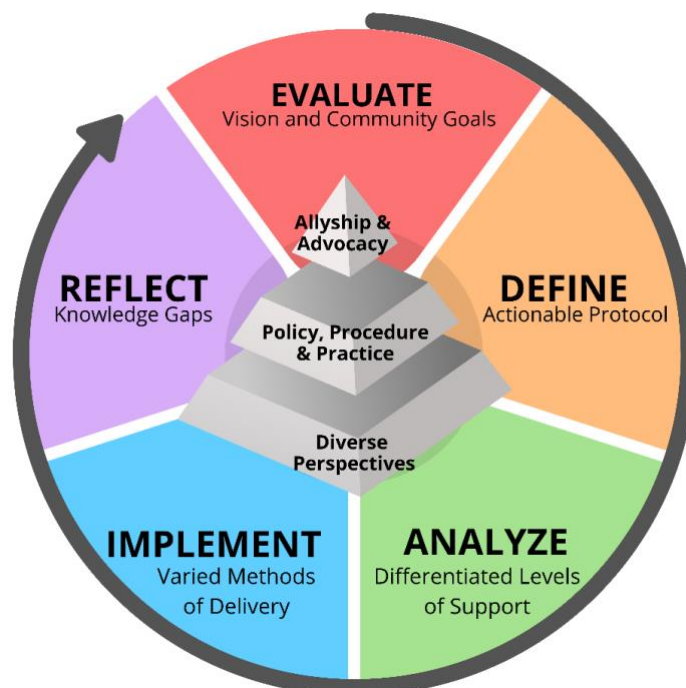 EVALUATE
Vision and Community Goals
DEFINE
Actionable Protocol
ANALYZE
Differentiated Levels
of Support
IMPLEMENT
Varied Methods
of Delivery
REFLECT
Knowledge Gaps
Allyship &
Advocacy
Policy, Procedure
& Practice
Diverse
Perspectives